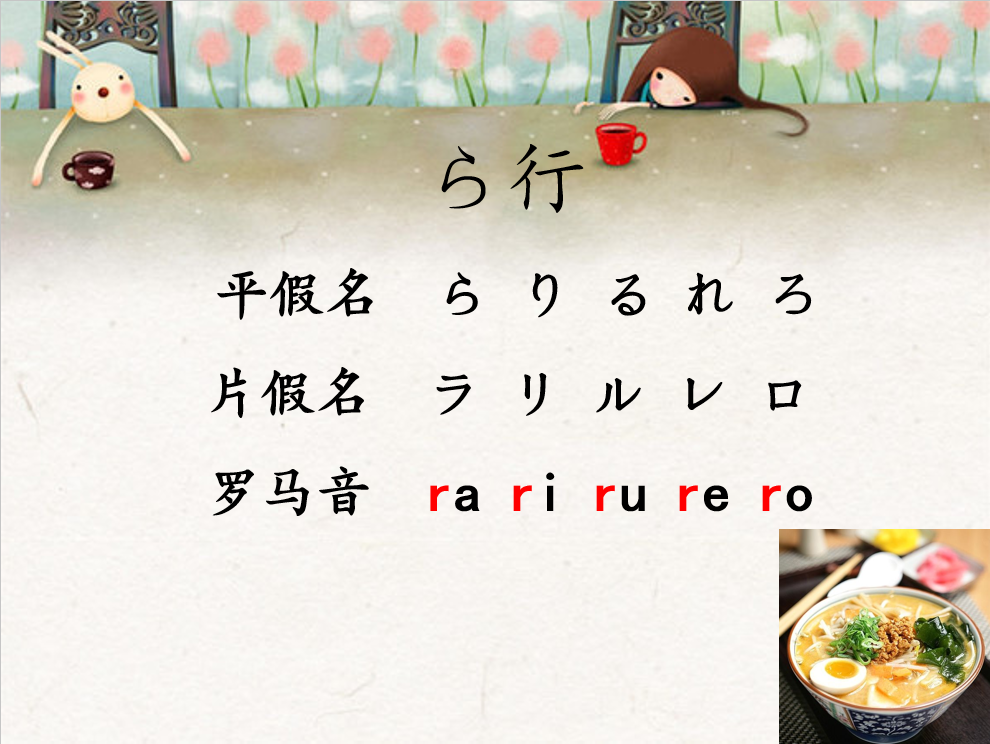 ら行
平假名 ら り る れ ろ
片假名 ラ リ ル レ ロ
罗马音 ra ri ru re ro